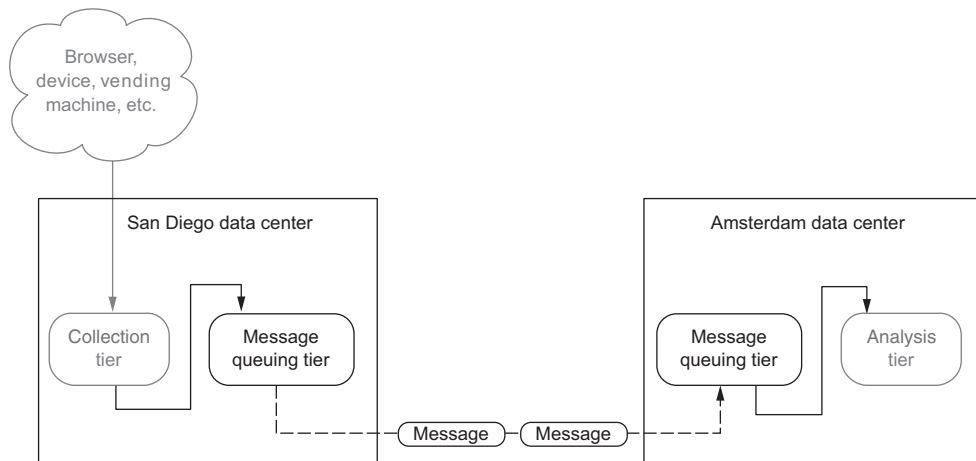 Browser,
device, vending
machine, etc.
San Diego data center
Amsterdam data center
Collection
tier
Message
queuing tier
Message
queuing tier
Analysis
tier
Message
Message